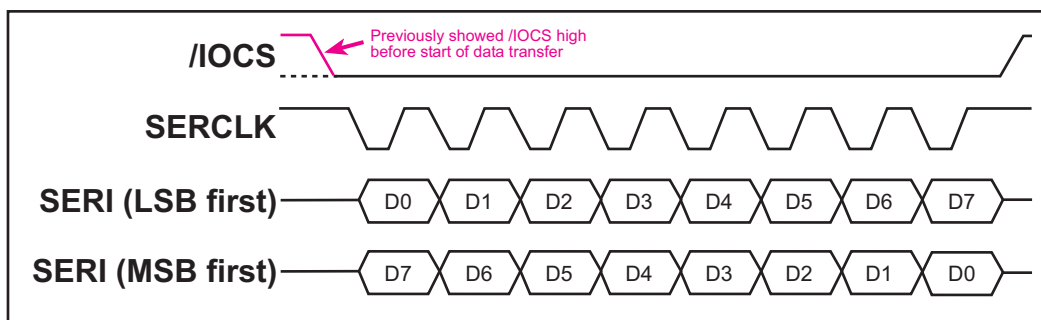 /IOCS
Previously showed /IOCS high
before start of data transfer
SERCLK
SERI (LSB first) D0 D1 D2 D3 D4 D5 D6 D7
SERI (MSB first) D7 D6 D5 D4 D3 D2 D1 D0